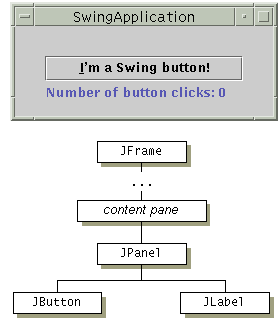 SwingApplication
I'm a Swing button!
Number of button clicks: 0
JFrame
...
content pane
JPanel
JButton JLabel